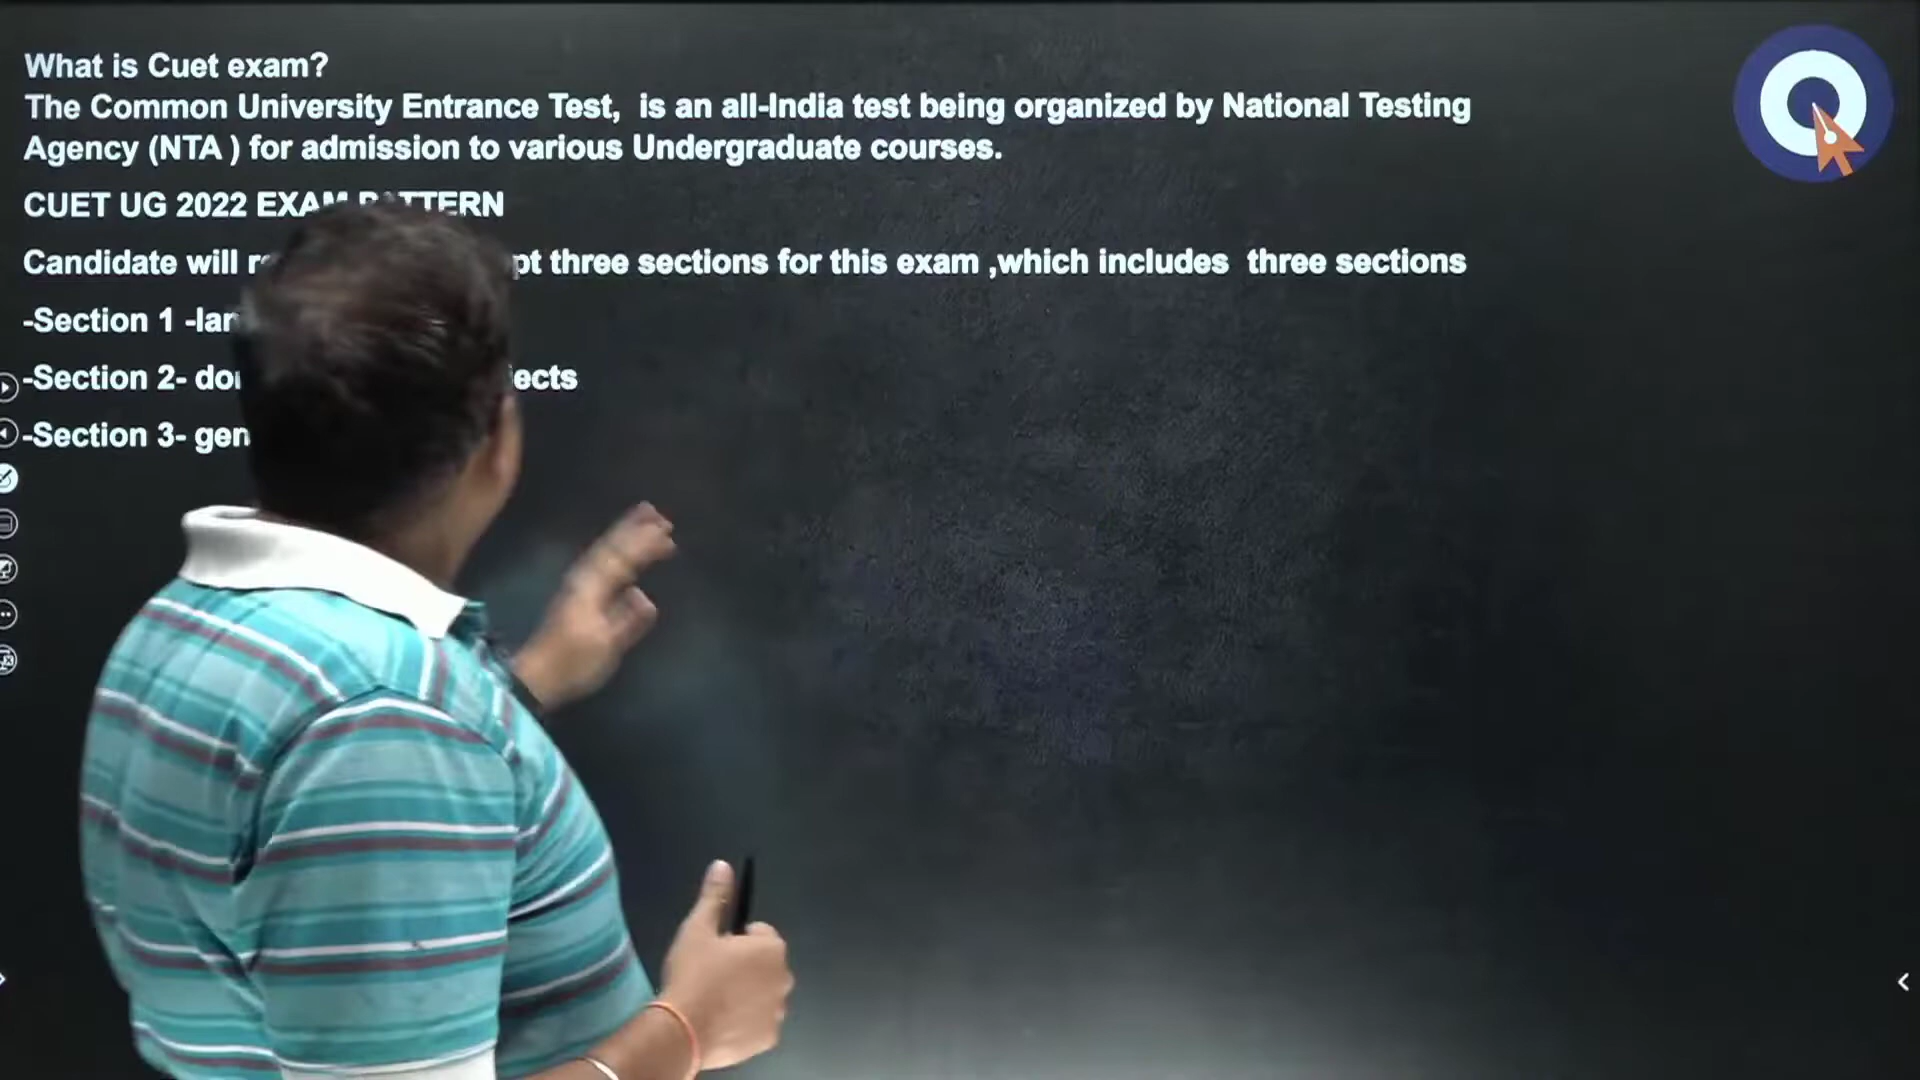 What is Cuet exam?
The Common University Entrance Test, is an all-India test being organized by National Testing
Agency (NTA ) for admission to various Undergraduate courses.
CUET UG 2022 EXAM PATTERN
Candidate will three sections for this exam ,which includes three sections
-Section 1
-Section 2-
-Section 3-